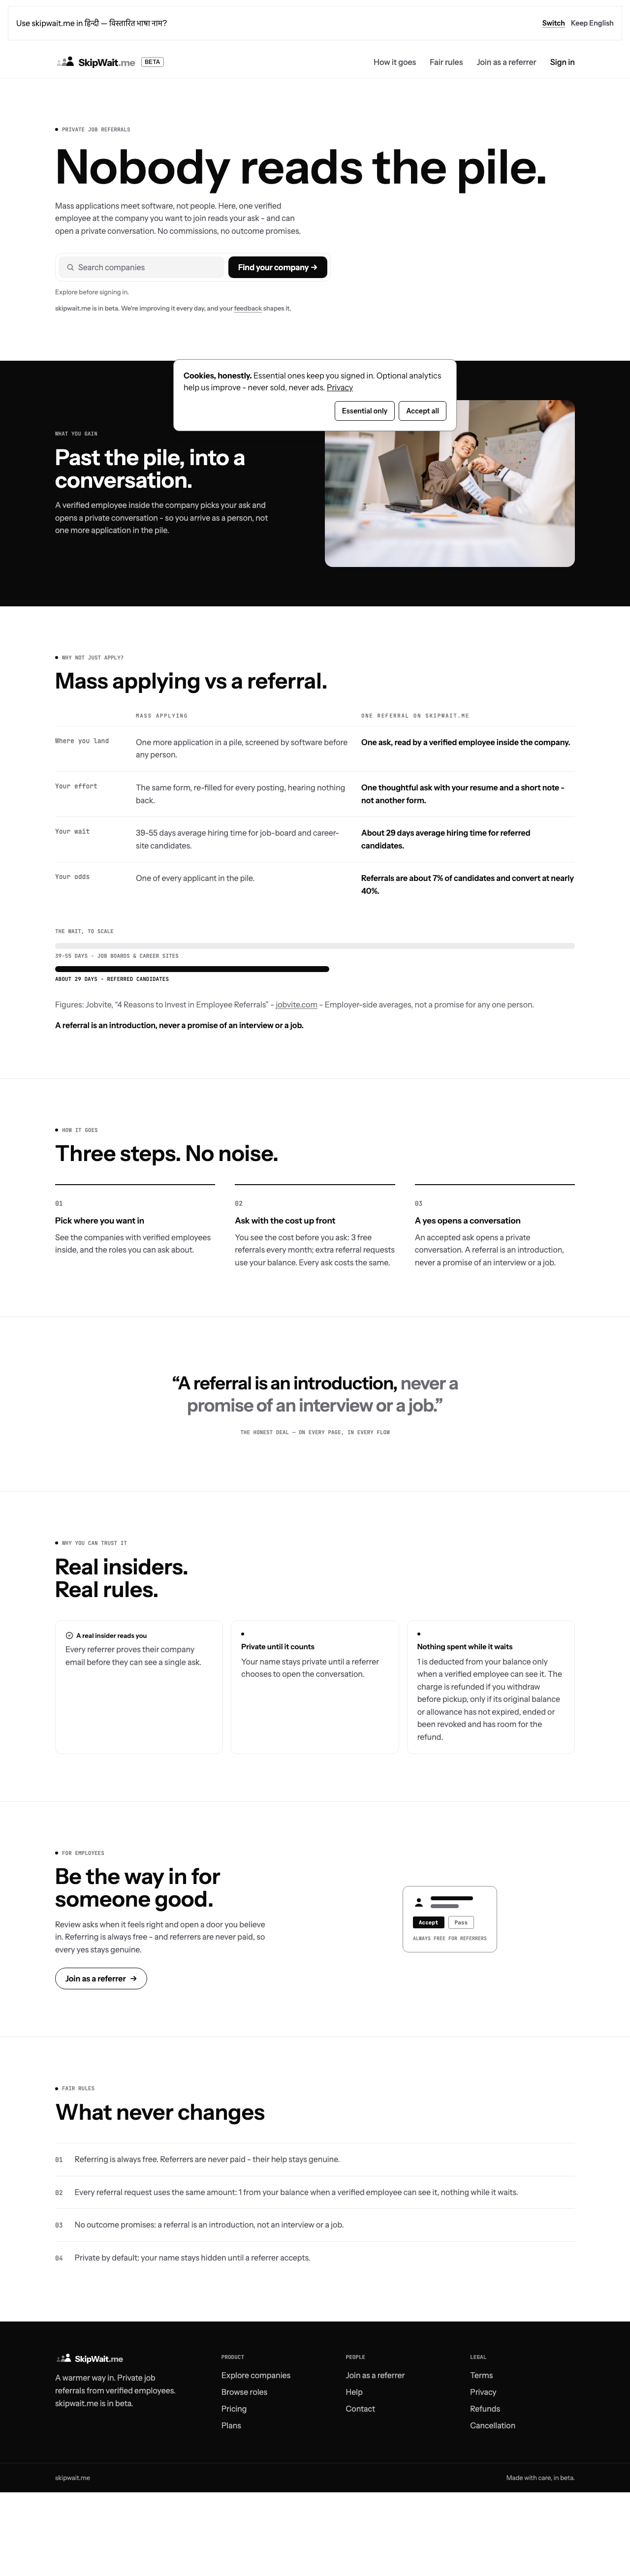 Use skipwait.me in हिन्दी — विस्तारित भाषा नाम?
Switch Keep English
SkipWait.me BETA
How it goes Fair rules Join as a referrer Sign in
PRIVATE JOB REFERRALS
Nobody reads the pile.
Mass applications meet software, not people. Here, one verified
employee at the company you want to join reads your ask - and can
open a private conversation. No commissions, no outcome promises.
Search companies
Find your company →
Explore before signing in.
skipwait.me is in beta. We're improving it every day, and your feedback shapes it.
Cookies, honestly. Essential ones keep you signed in. Optional analytics
help us improve - never sold, never ads. Privacy
Essential only Accept all
WHAT YOU GAIN
Past the pile, into a
conversation.
A verified employee inside the company picks your ask and
opens a private conversation - so you arrive as a person, not
one more application in the pile.
WHY NOT JUST APPLY?
Mass applying vs a referral.
MASS APPLYING ONE REFERRAL ON SKIPWAIT.ME
Where you land
One more application in a pile, screened by software before
any person.
One ask, read by a verified employee inside the company.
Your effort
The same form, re-filled for every posting, hearing nothing
back.
One thoughtful ask with your resume and a short note -
not another form.
Your wait
39-55 days average hiring time for job-board and career-
site candidates.
About 29 days average hiring time for referred
candidates.
Your odds
One of every applicant in the pile.
Referrals are about 7% of candidates and convert at nearly
40%.
THE WAIT, TO SCALE
39-55 DAYS · JOB BOARDS & CAREER SITES
ABOUT 29 DAYS · REFERRED CANDIDATES
Figures: Jobvite, “4 Reasons to Invest in Employee Referrals” - jobvite.com - Employer-side averages, not a promise for any one person.
A referral is an introduction, never a promise of an interview or a job.
HOW IT GOES
Three steps. No noise.
01
Pick where you want in
See the companies with verified employees
inside, and the roles you can ask about.
02
Ask with the cost up front
You see the cost before you ask: 3 free
referrals every month; extra referral requests
use your balance. Every ask costs the same.
03
A yes opens a conversation
An accepted ask opens a private
conversation. A referral is an introduction,
never a promise of an interview or a job.
“A referral is an introduction, never a
promise of an interview or a job.”
THE HONEST DEAL — ON EVERY PAGE, IN EVERY FLOW
WHY YOU CAN TRUST IT
Real insiders.
Real rules.
A real insider reads you
Every referrer proves their company
email before they can see a single ask.
Private until it counts
Your name stays private until a referrer
chooses to open the conversation.
Nothing spent while it waits
1 is deducted from your balance only
when a verified employee can see it. The
charge is refunded if you withdraw
before pickup, only if its original balance
or allowance has not expired, ended or
been revoked and has room for the
refund.
FOR EMPLOYEES
Be the way in for
someone good.
Review asks when it feels right and open a door you believe
in. Referring is always free - and referrers are never paid, so
every yes stays genuine.
Join as a referrer →
Accept Pass
ALWAYS FREE FOR REFERRERS
FAIR RULES
What never changes
01 Referring is always free. Referrers are never paid - their help stays genuine.
02 Every referral request uses the same amount: 1 from your balance when a verified employee can see it, nothing while it waits.
03 No outcome promises: a referral is an introduction, not an interview or a job.
04 Private by default: your name stays hidden until a referrer accepts.
SkipWait.me
A warmer way in. Private job
referrals from verified employees.
skipwait.me is in beta.
PRODUCT
Explore companies
Browse roles
Pricing
Plans
PEOPLE
Join as a referrer
Help
Contact
LEGAL
Terms
Privacy
Refunds
Cancellation
skipwait.me
Made with care, in beta.